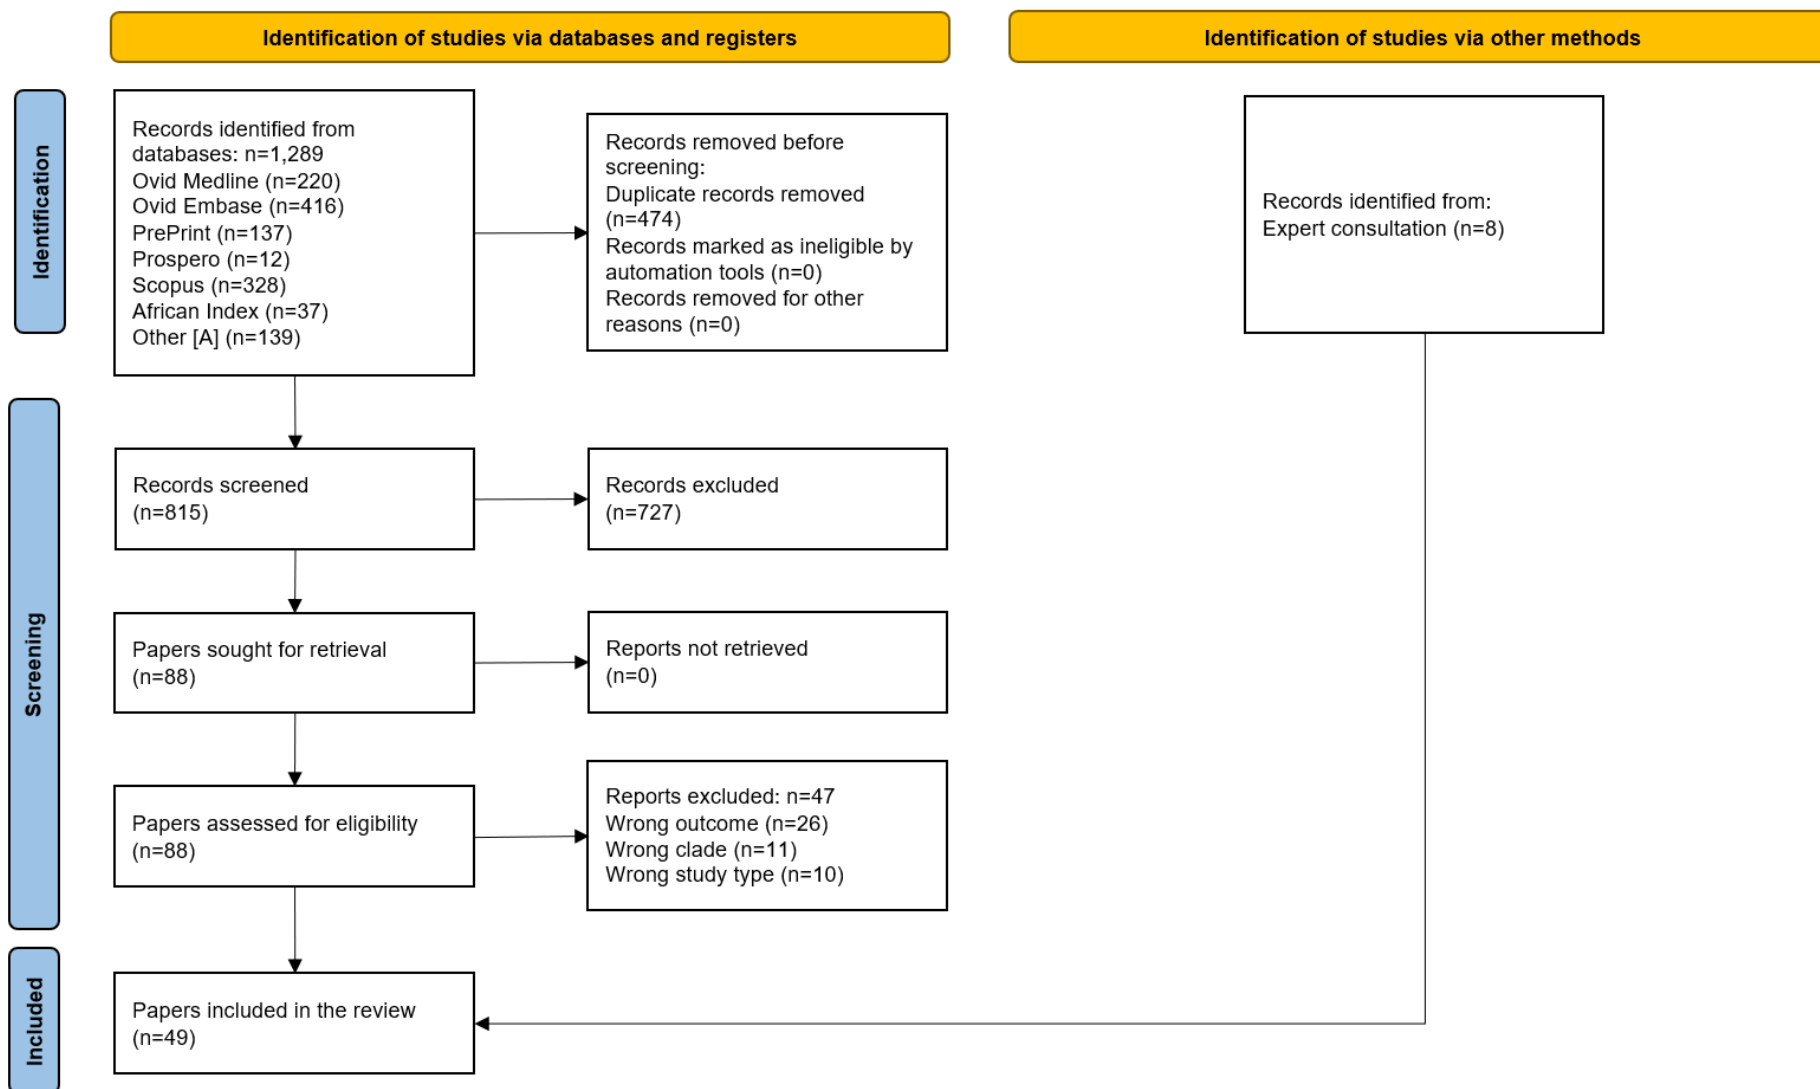 Identification of studies via databases and registers
Identification of studies via other methods
Identification
Records identified from
databases: n=1,289
Ovid Medline (n=220)
Ovid Embase (n=416)
PrePrint (n=137)
Prospero (n=12)
Scopus (n=328)
African Index (n=37)
Other [A] (n=139)
Records removed before
screening:
Duplicate records removed
(n=474)
Records marked as ineligible by
automation tools (n=0)
Records removed for other
reasons (n=0)
Records identified from:
Expert consultation (n=8)
Screening
Records screened
(n=815)
Records excluded
(n=727)
Papers sought for retrieval
(n=88)
Reports not retrieved
(n=0)
Papers assessed for eligibility
(n=88)
Reports excluded: n=47
Wrong outcome (n=26)
Wrong clade (n=11)
Wrong study type (n=10)
Included
Papers included in the review
(n=49)